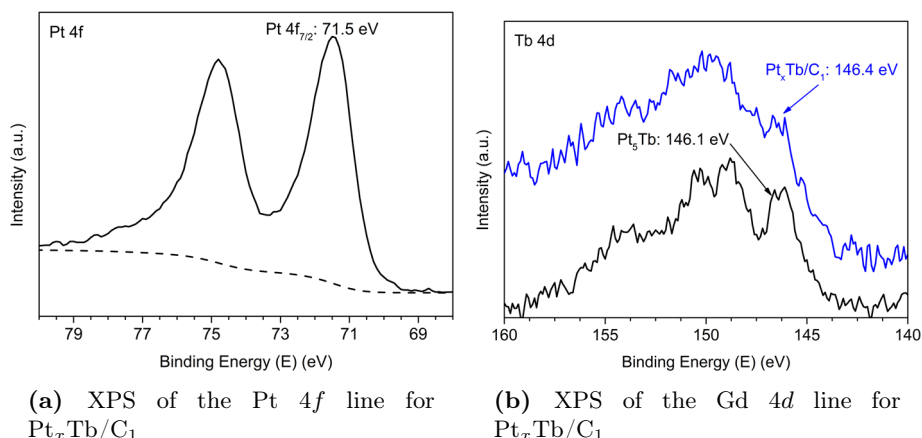 Pt 4f
Pt 4f7/2: 71.5 eV
Intensity (a.u.)
79 77 75 73 71 69
Binding Energy (E) (eV)
(a) XPS of the Pt 4f line for
PtxTb/C1
Tb 4d
PtxTb/C1: 146.4 eV
Pt5Tb: 146.1 eV
Intensity (a.u.)
160 155 150 145 140
Binding Energy (E) (eV)
(b) XPS of the Gd 4d line for
PtxTb/C1